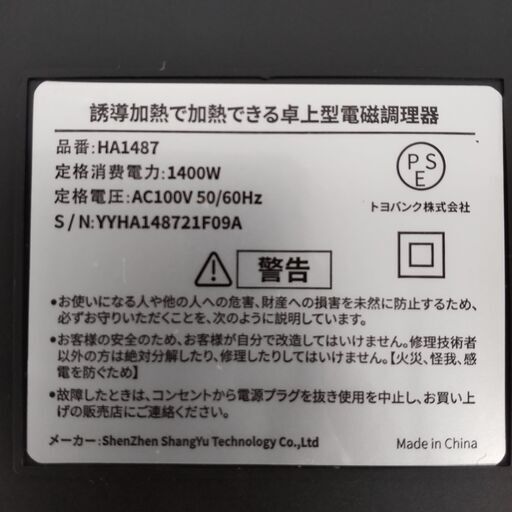 誘導加熱で加熱できる卓上型電磁調理器
品番:HA1487
定格消費電力:1400W
定格電圧:AC100V 50/60Hz
S/N:YYHA148721F09A
PSE
トヨバンク株式会社
警告
•お使いになる人や他の人への危害、財産への損害を未然に防止するため、
必ずお守りいただくことを、次のように説明しています。
•お客様の安全のため、お客様が自分で改造してはいけません。修理技術者
以外の方は絶対分解したり、修理したりしてはいけません。【火災、怪我、感
電を防ぐため】
•故障したときは、コンセントから電源プラグを抜き使用を中止し、お買い上
げの販売店にご連絡ください。
メーカー:ShenZhen ShangYu Technology Co.,Ltd
Made in China